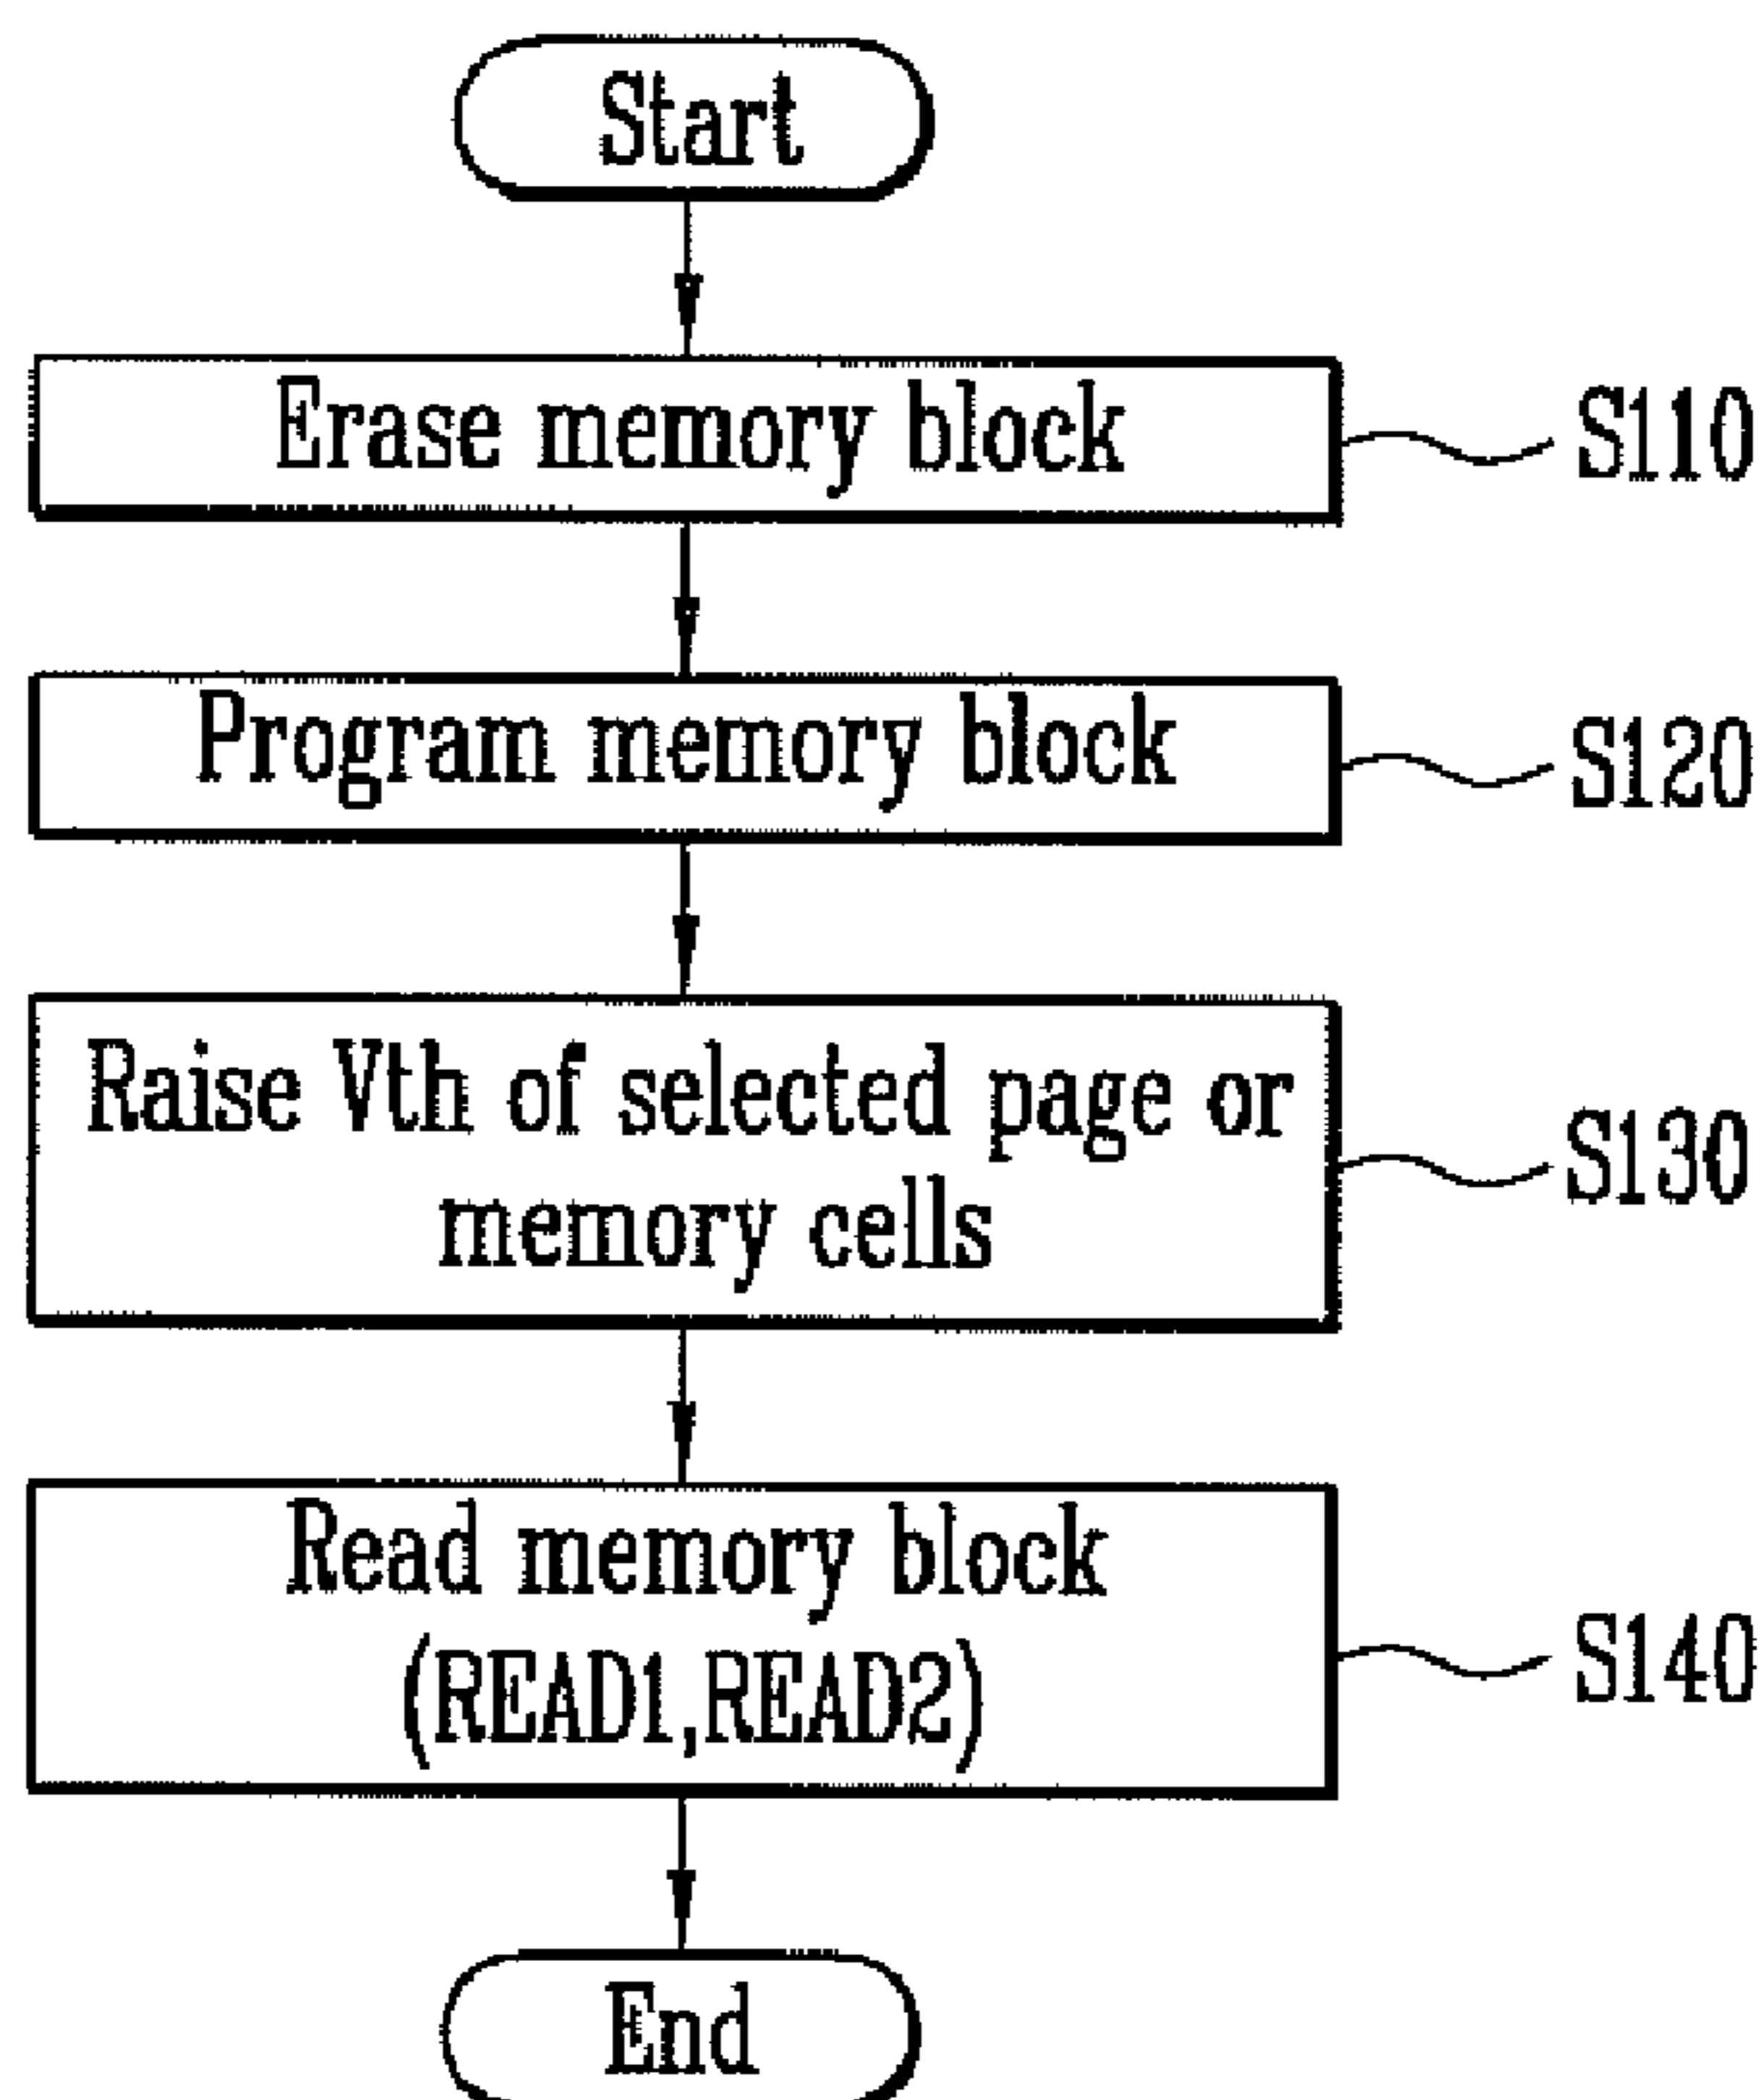 Start
Erase memory block
S110
Program memory block
S120
Raise Vth of selected page or
memory cells
S130
Read memory block
(READ1,READ2)
S140
End